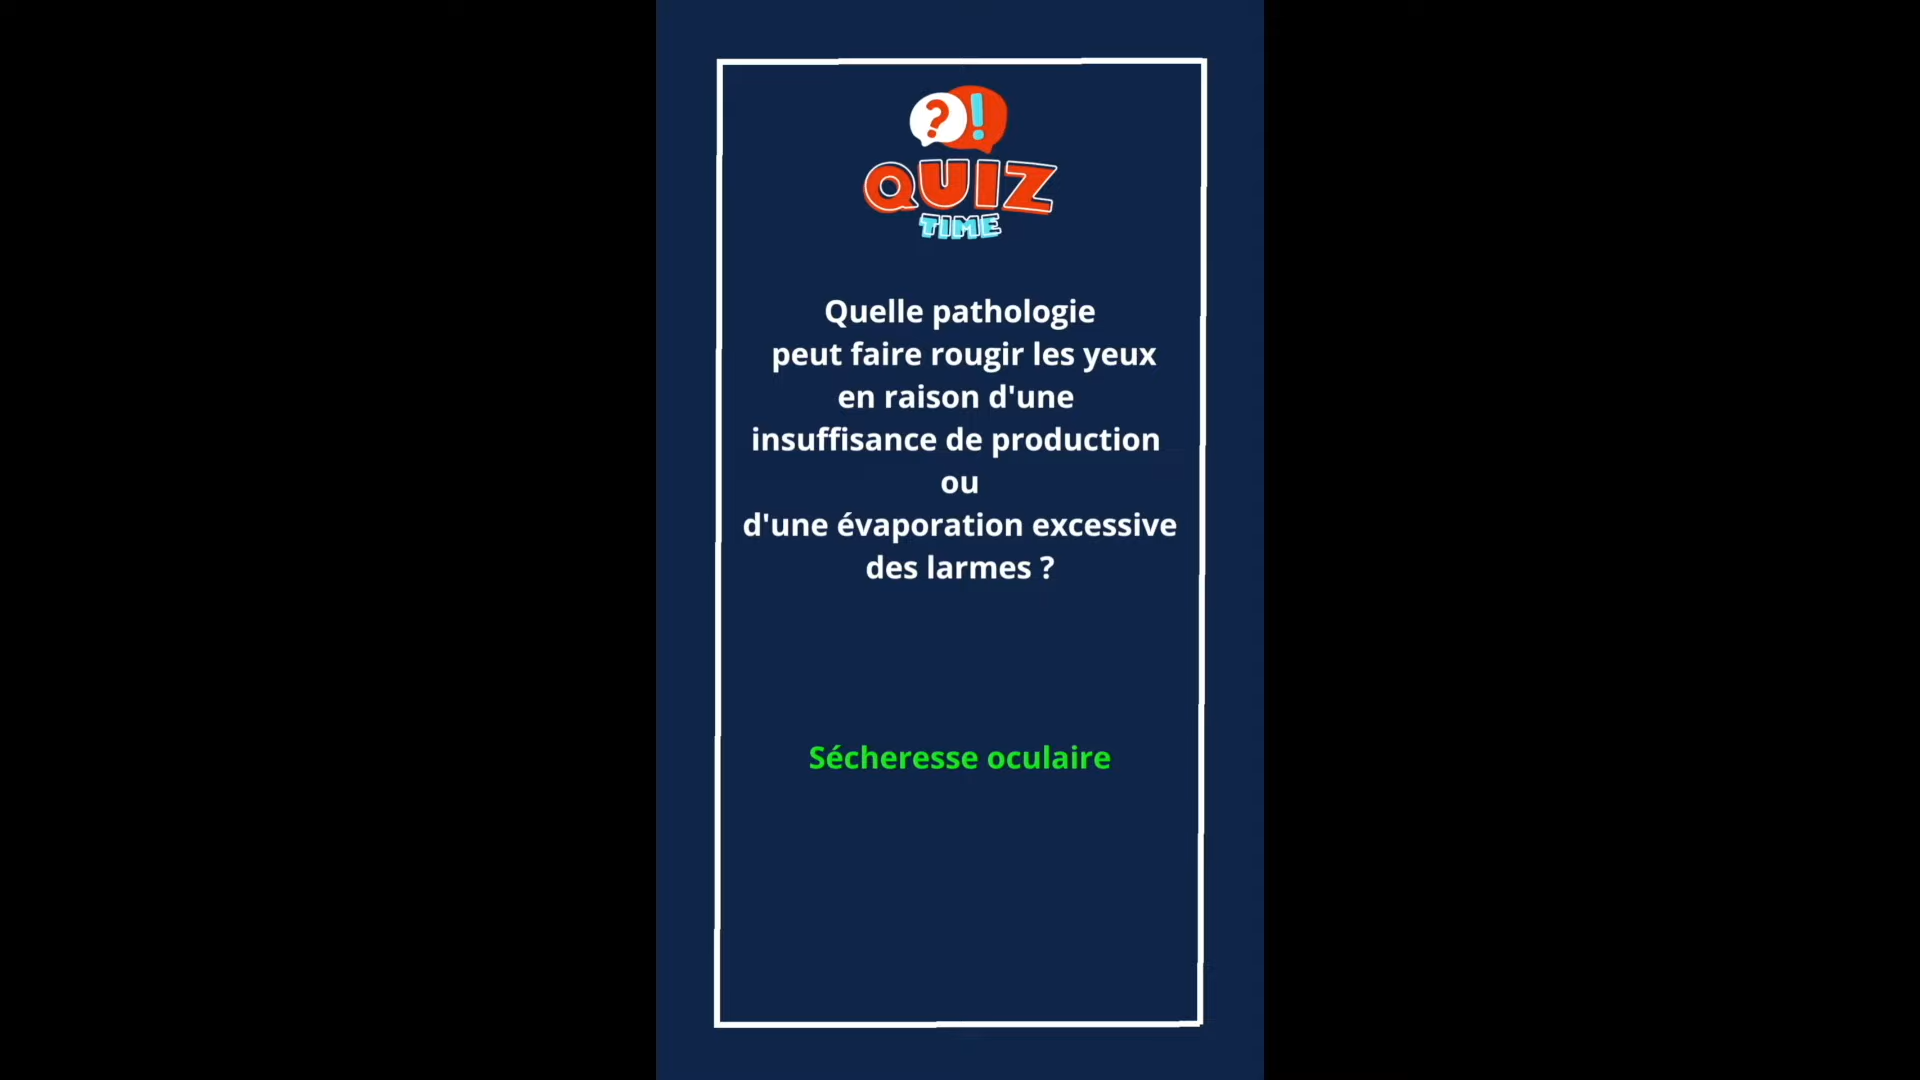 ? !
QUIZ
TIME
Quelle pathologie
peut faire rougir les yeux
en raison d'une
insuffisance de production
ou
d'une évaporation excessive
des larmes ?
Sécheresse oculaire